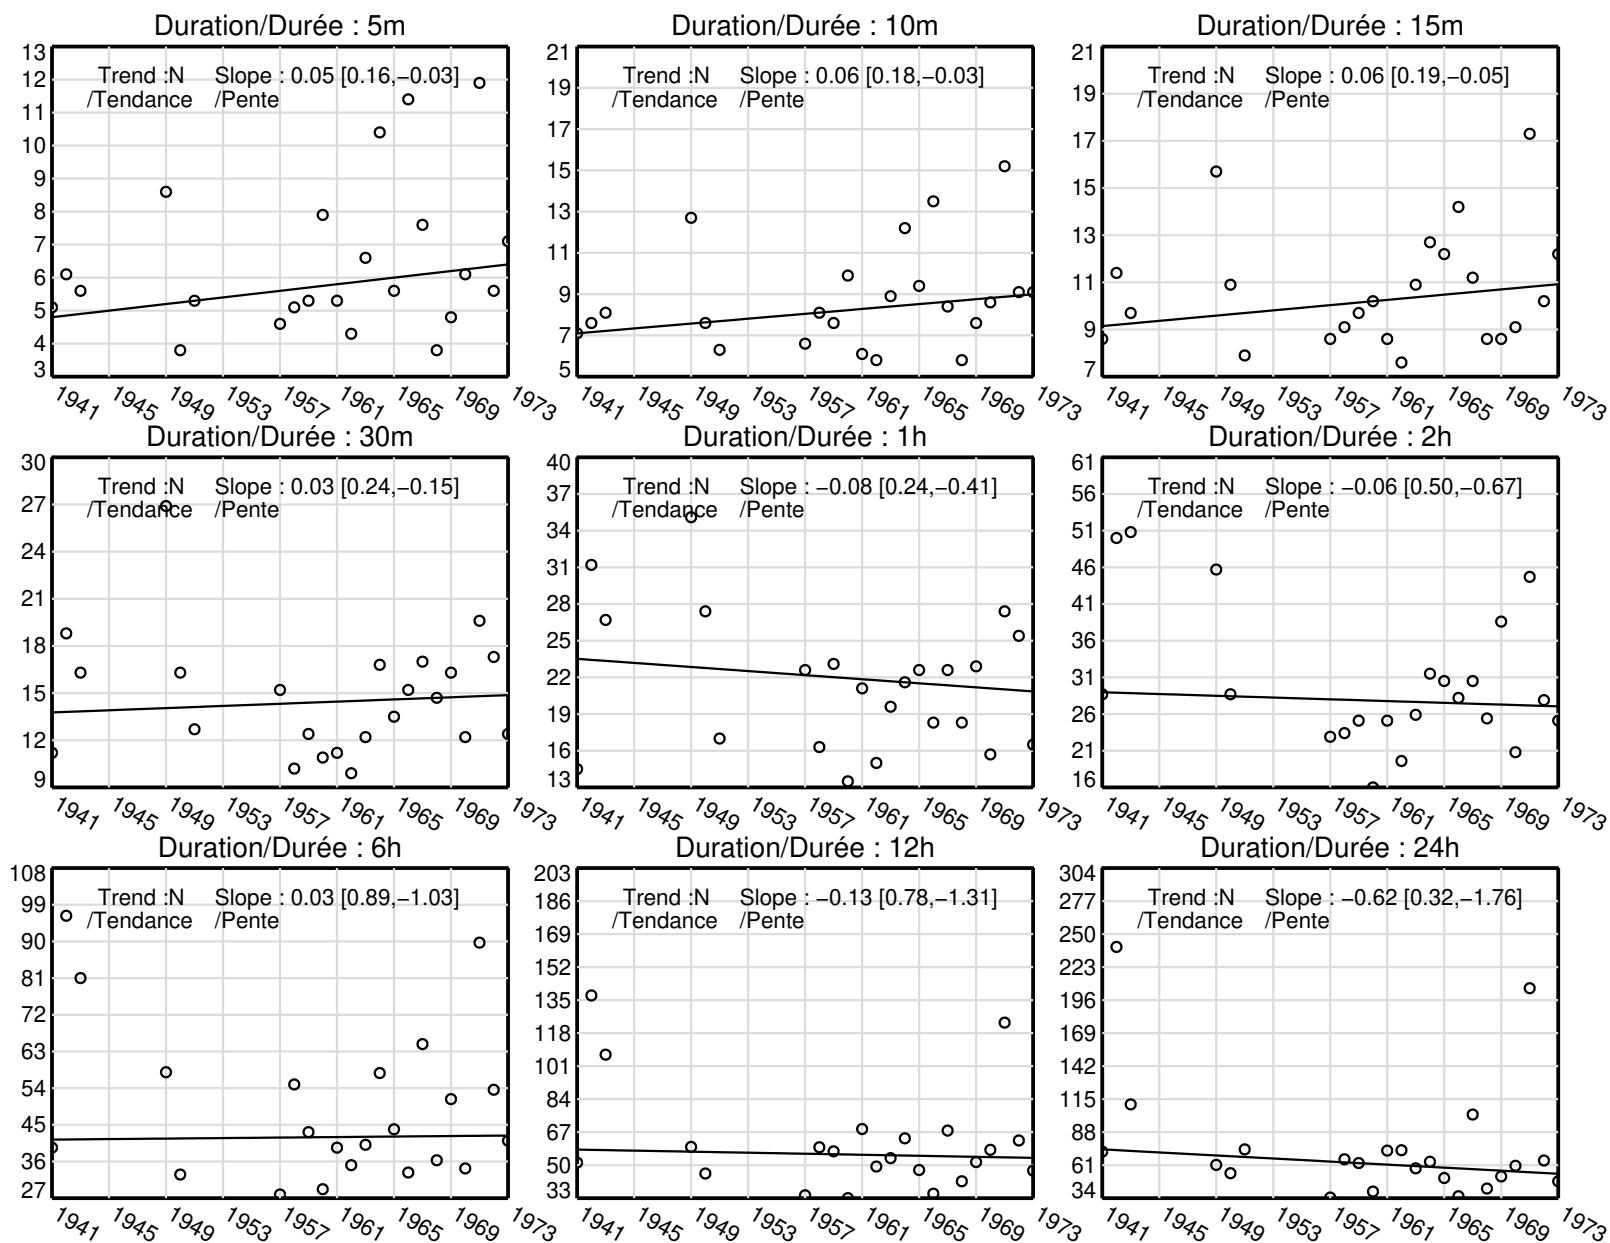 Duration/Durée : 5m
13
12
11
10
9
8
7
6
5
4
3
Trend :N Slope : 0.05 [0.16,−0.03]
/Tendance /Pente
1941 1945 1949 1953 1957 1961 1965 1969 1973
Duration/Durée : 10m
21
19
17
15
13
11
9
7
5
Trend :N Slope : 0.06 [0.18,−0.03]
/Tendance /Pente
1941 1945 1949 1953 1957 1961 1965 1969 1973
Duration/Durée : 15m
21
19
17
15
13
11
9
7
Trend :N Slope : 0.06 [0.19,−0.05]
/Tendance /Pente
1941 1945 1949 1953 1957 1961 1965 1969 1973
Duration/Durée : 30m
30
27
24
21
18
15
12
9
Trend :N Slope : 0.03 [0.24,−0.15]
/Tendance /Pente
1941 1945 1949 1953 1957 1961 1965 1969 1973
Duration/Durée : 1h
40
37
34
31
28
25
22
19
16
13
Trend :N Slope : −0.08 [0.24,−0.41]
/Tendance /Pente
1941 1945 1949 1953 1957 1961 1965 1969 1973
Duration/Durée : 2h
61
56
51
46
41
36
31
26
21
16
Trend :N Slope : −0.06 [0.50,−0.67]
/Tendance /Pente
1941 1945 1949 1953 1957 1961 1965 1969 1973
Duration/Durée : 6h
108
99
90
81
72
63
54
45
36
27
Trend :N Slope : 0.03 [0.89,−1.03]
/Tendance /Pente
1941 1945 1949 1953 1957 1961 1965 1969 1973
Duration/Durée : 12h
203
186
169
152
135
118
101
84
67
50
33
Trend :N Slope : −0.13 [0.78,−1.31]
/Tendance /Pente
1941 1945 1949 1953 1957 1961 1965 1969 1973
Duration/Durée : 24h
304
277
250
223
196
169
142
115
88
61
34
Trend :N Slope : −0.62 [0.32,−1.76]
/Tendance /Pente
1941 1945 1949 1953 1957 1961 1965 1969 1973